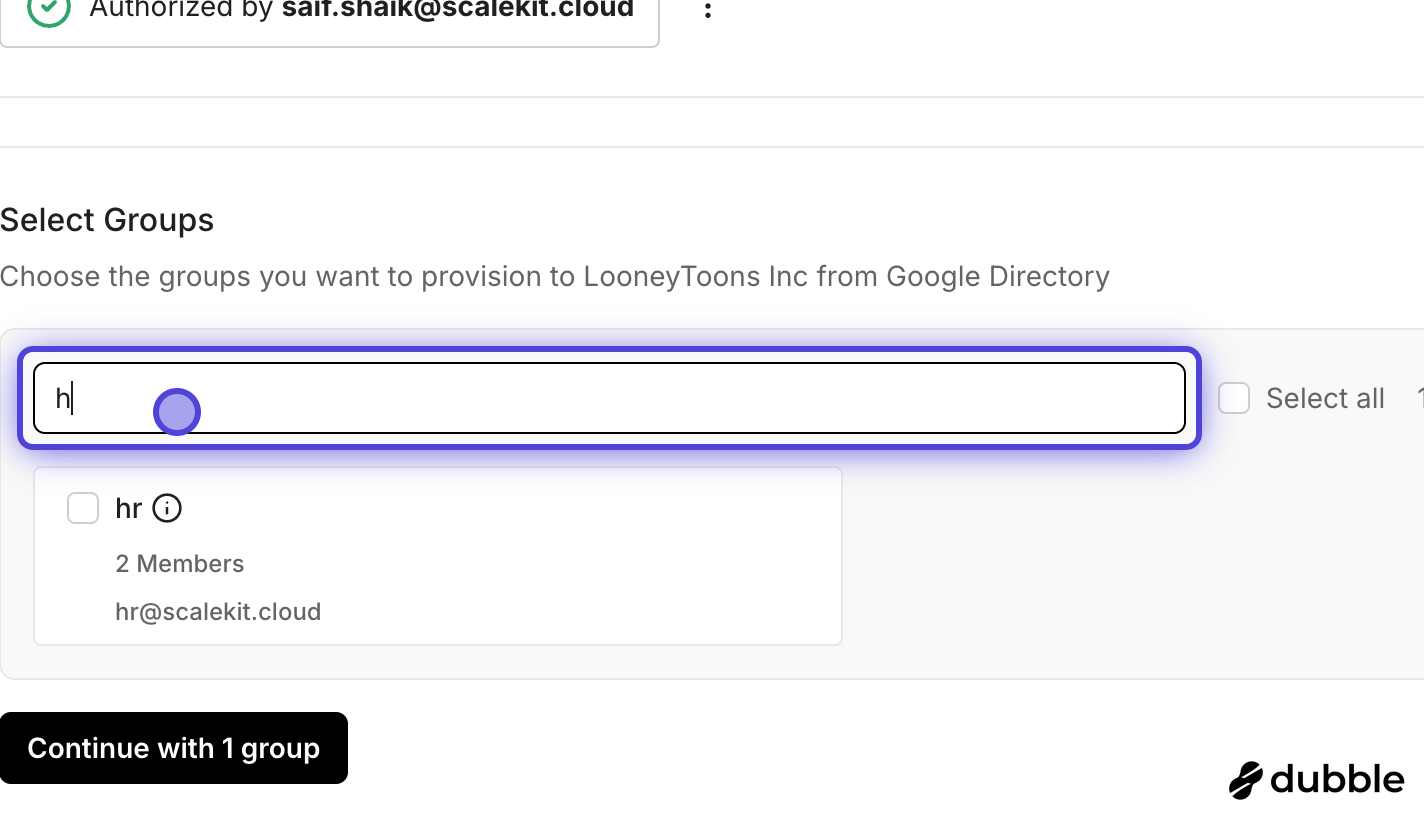 Authorized by saif.shaik@scalekit.cloud
Select Groups
Choose the groups you want to provision to LooneyToons Inc from Google Directory
h
Select all
hr
2 Members
hr@scalekit.cloud
Continue with 1 group
dubble